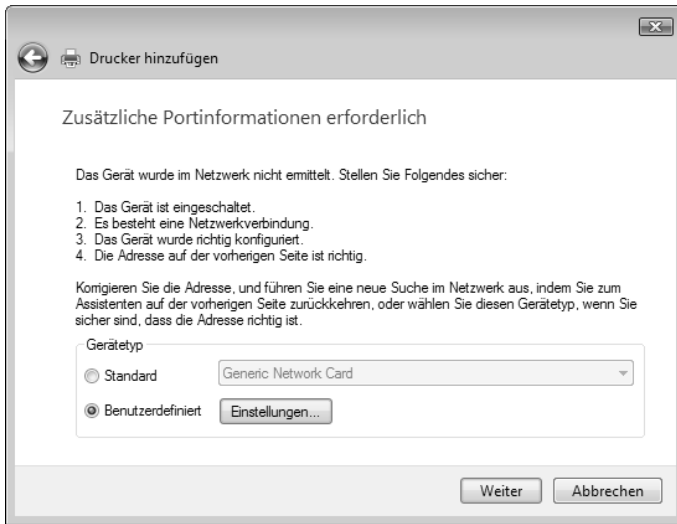 Drucker hinzufügen
Zusätzliche Portinformationen erforderlich
Das Gerät wurde im Netzwerk nicht ermittelt. Stellen Sie Folgendes sicher:
1. Das Gerät ist eingeschaltet.
2. Es besteht eine Netzwerkverbindung.
3. Das Gerät wurde richtig konfiguriert.
4. Die Adresse auf der vorherigen Seite ist richtig.
Korrigieren Sie die Adresse, und führen Sie eine neue Suche im Netzwerk aus, indem Sie zum
Assistenten auf der vorherigen Seite zurückkehren, oder wählen Sie diesen Gerätetyp, wenn Sie
sicher sind, dass die Adresse richtig ist.
Gerätetyp
Standard Generic Network Card
Benutzerdefiniert Einstellungen...
Weiter Abbrechen